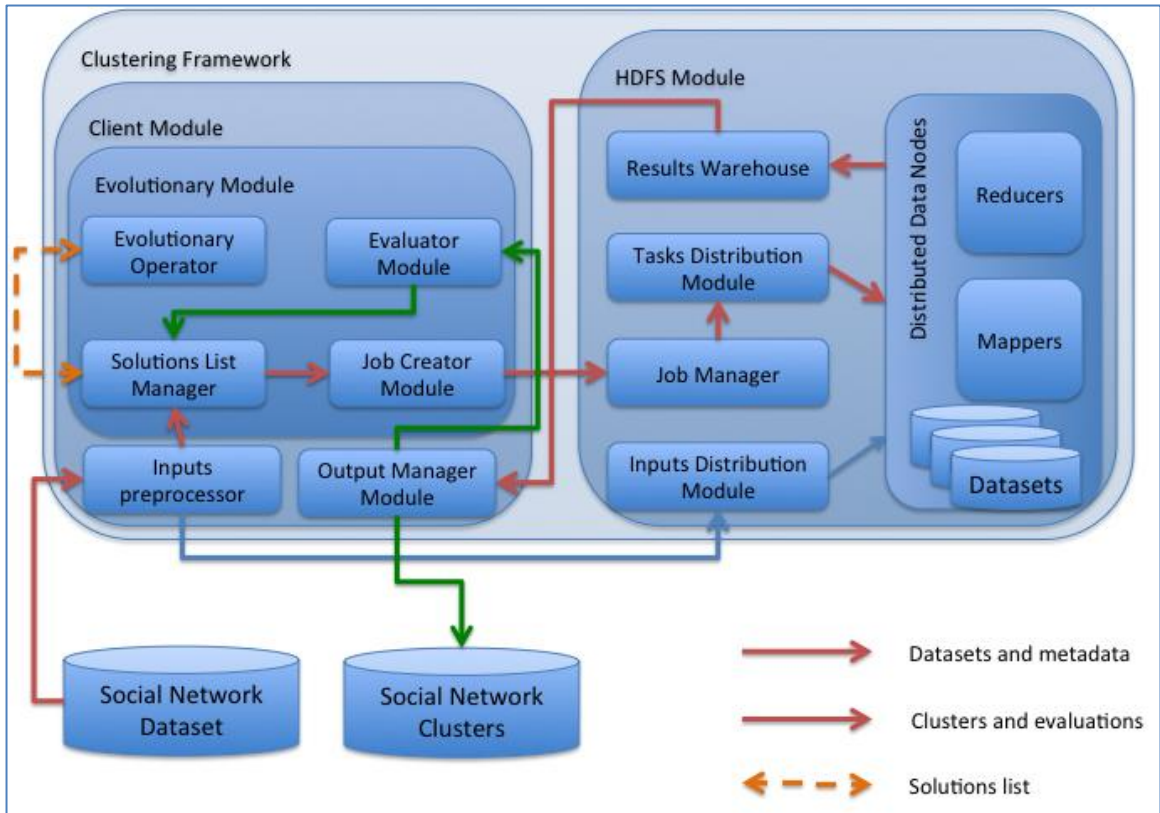 Clustering Framework
Client Module
Evolutionary Module
Evolutionary
Operator
Evaluator
Module
Solutions List
Manager
Job Creator
Module
Inputs
preprocessor
Output Manager
Module
HDFS Module
Results Warehouse
Tasks Distribution
Module
Job Manager
Inputs Distribution
Module
Distributed Data Nodes
Reducers
Mappers
Datasets
Social Network
Dataset
Social Network
Clusters
Datasets and metadata
Clusters and evaluations
Solutions list